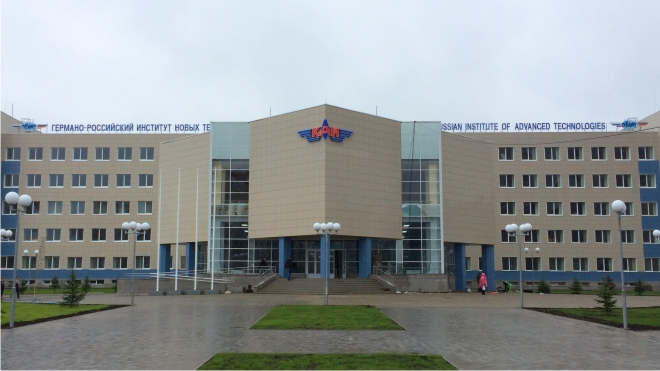 ГЕРМАНО-РОССИЙСКИЙ ИНСТИТУТ НОВЫХ ТЕ
КАИ
SSIAN INSTITUTE OF ADVANCED TECHNOLOGIES